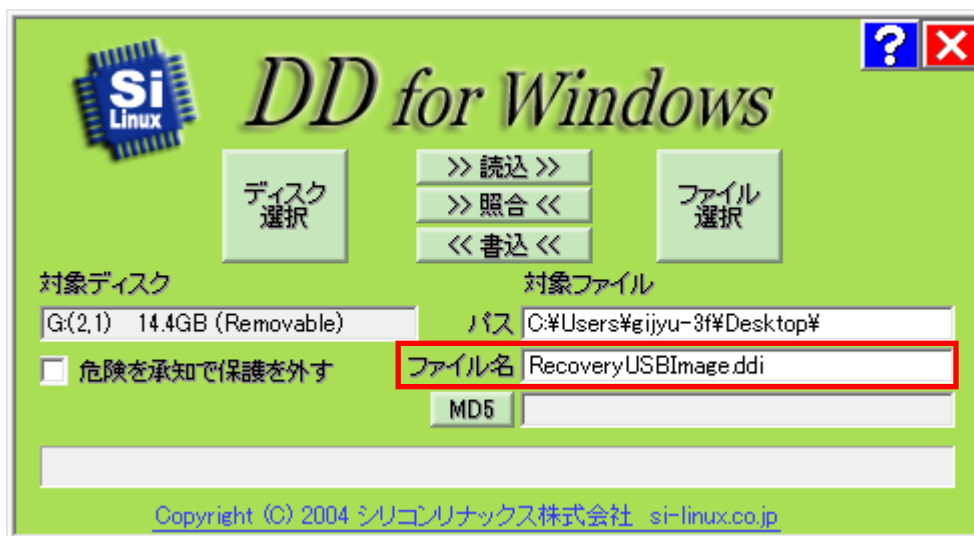 Si
Linux
DD for Windows
?
ディスク
選択
>> 読込 >>
>> 照合 <<
<< 書込 <<
ファイル
選択
対象ディスク
対象ファイル
G:(2,1) 14.4GB (Removable)
パス C:¥Users¥gijyu-3f¥Desktop¥
危険を承知で保護を外す
ファイル名 RecoveryUSBImage.ddi
MD5
Copyright (C) 2004 シリコンリナックス株式会社 si-linux.co.jp